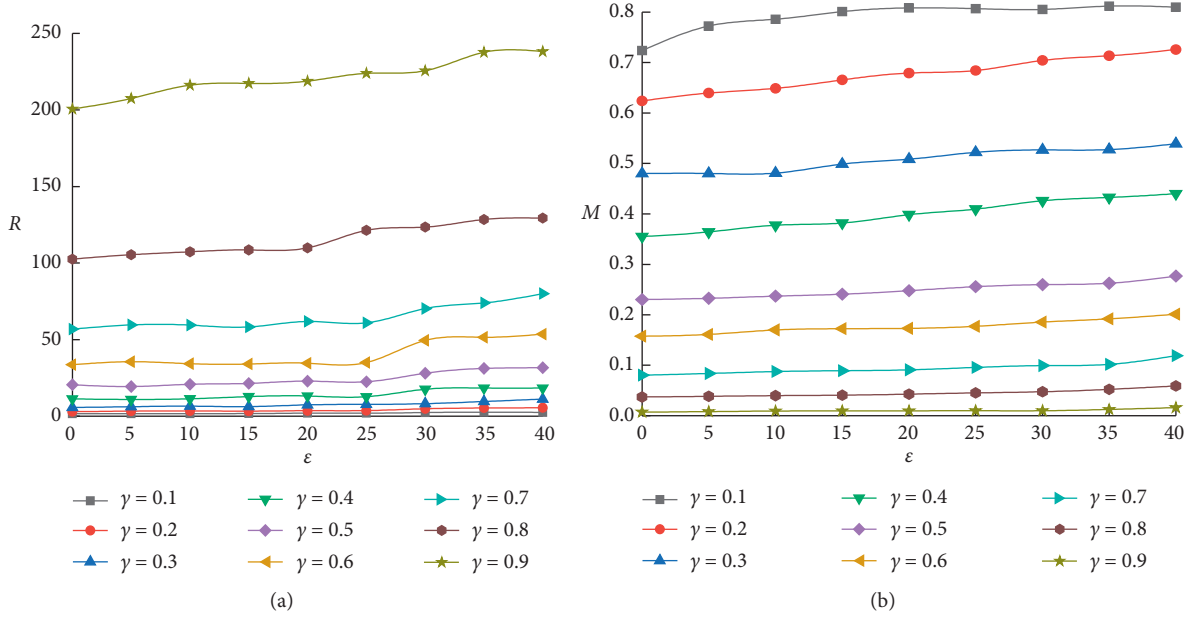 250
200
150
R
100
50
0
0 5 10 15 20 25 30 35 40
ε
γ = 0.1 γ = 0.4 γ = 0.7
γ = 0.2 γ = 0.5 γ = 0.8
γ = 0.3 γ = 0.6 γ = 0.9
(a)
0.8
0.7
0.6
0.5
M 0.4
0.3
0.2
0.1
0.0
0 5 10 15 20 25 30 35 40
ε
γ = 0.1 γ = 0.4 γ = 0.7
γ = 0.2 γ = 0.5 γ = 0.8
γ = 0.3 γ = 0.6 γ = 0.9
(b)